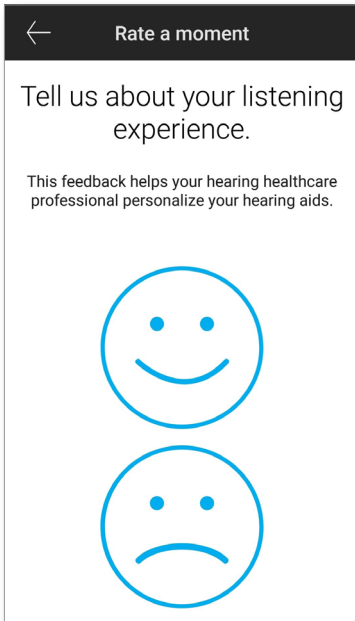 Rate a moment
Tell us about your listening
experience.
This feedback helps your hearing healthcare
professional personalize your hearing aids.